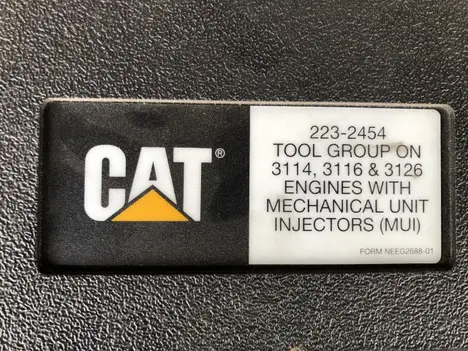 CAT®
223-2454
TOOL GROUP ON
3114, 3116 & 3126
ENGINES WITH
MECHANICAL UNIT
INJECTORS (MUI)
FORM NEEG2688-01